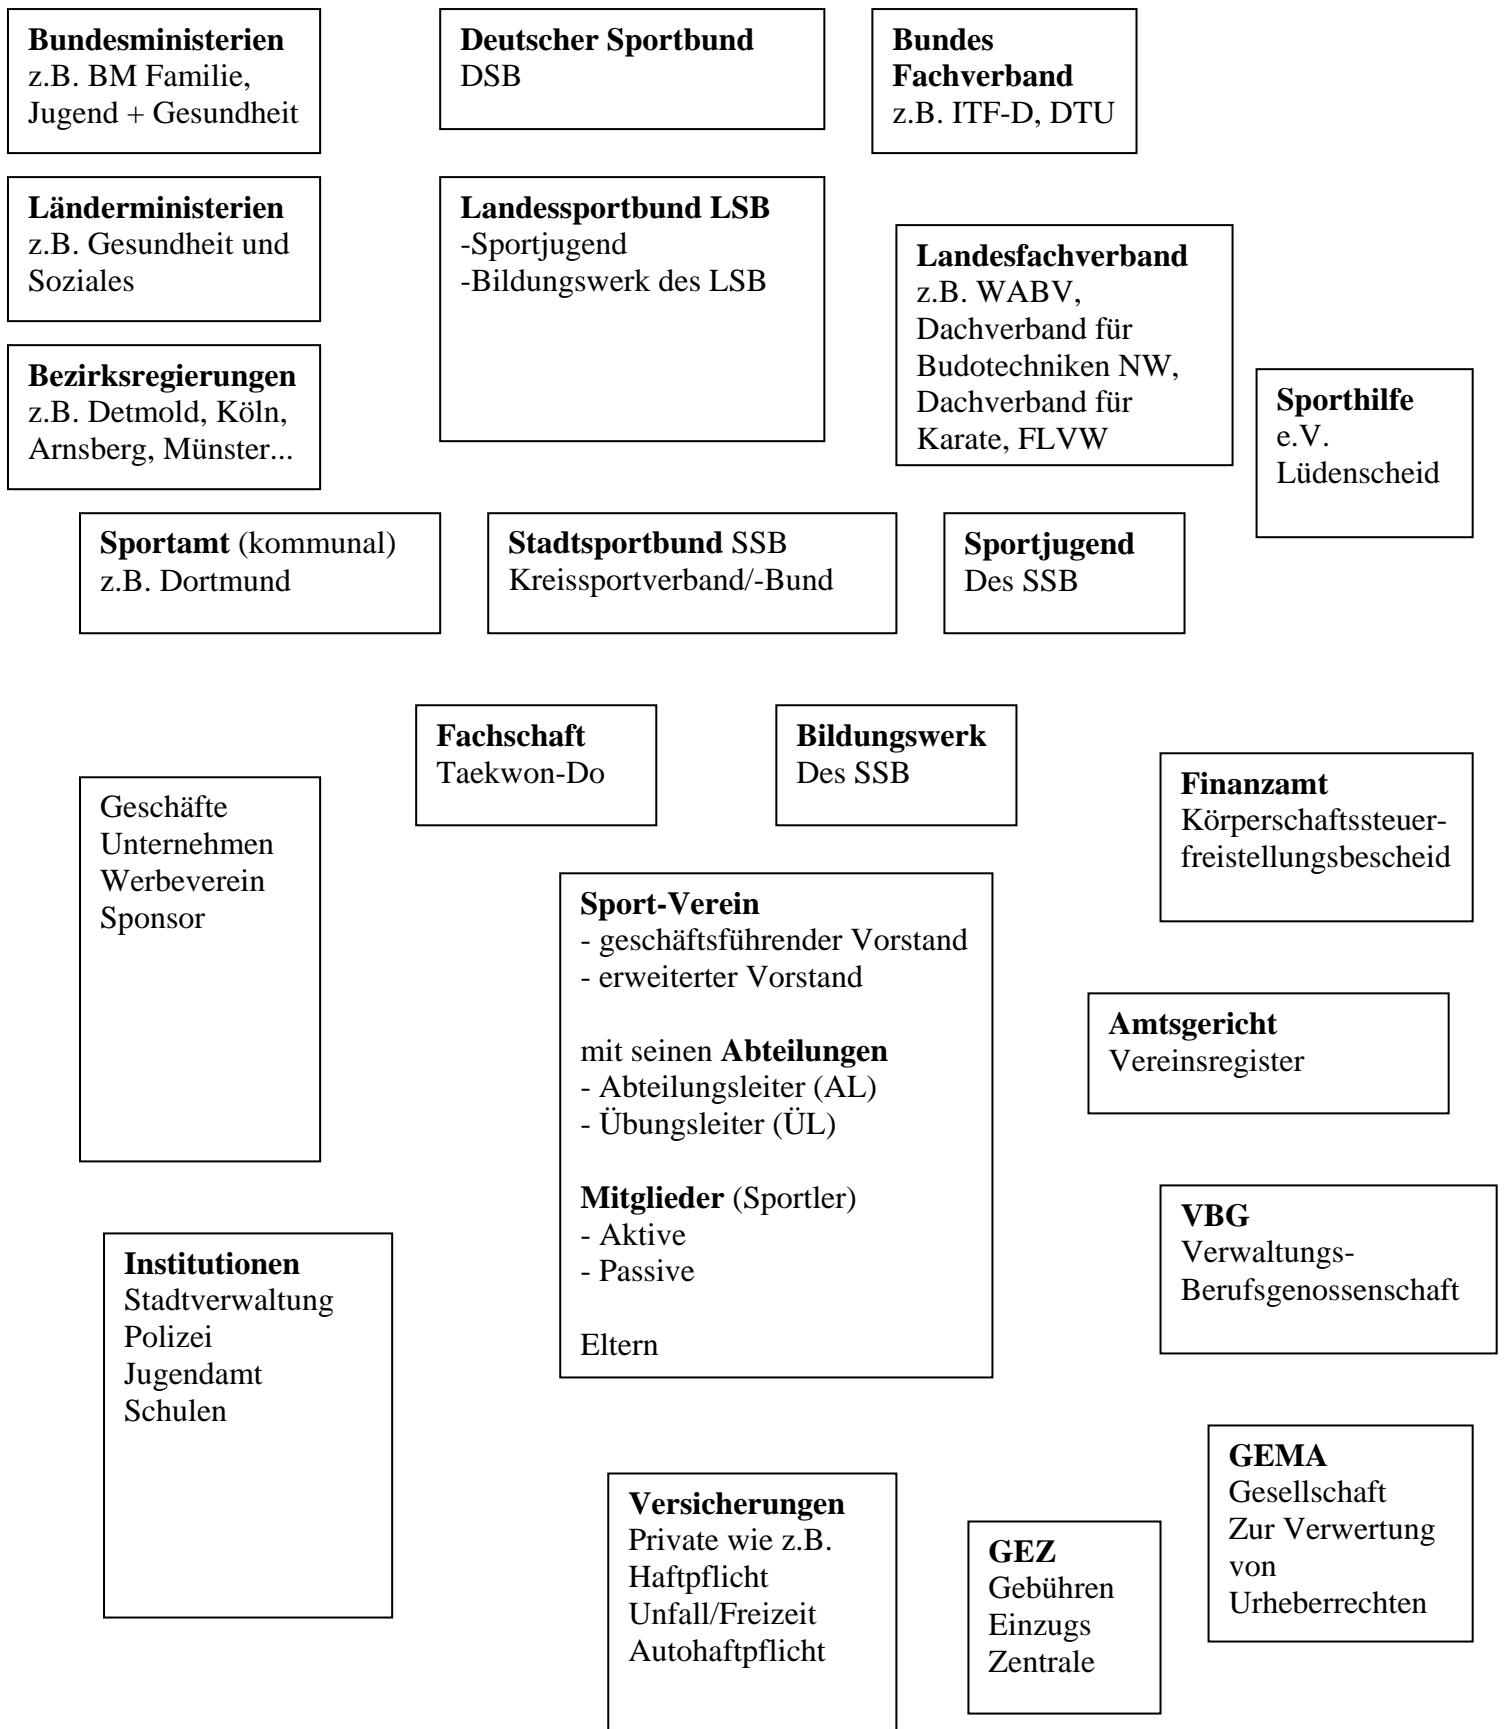 Bundesministerien
z.B. BM Familie,
Jugend + Gesundheit
Deutscher Sportbund
DSB
Bundes
Fachverband
z.B. ITF-D, DTU
Länderministerien
z.B. Gesundheit und
Soziales
Landessportbund LSB
-Sportjugend
-Bildungswerk des LSB
Landesfachverband
z.B. WABV,
Dachverband für
Budotechniken NW,
Dachverband für
Karate, FLVW
Bezirksregierungen
z.B. Detmold, Köln,
Arnsberg, Münster...
Sporthilfe
e.V.
Lüdenscheid
Sportamt (kommunal)
z.B. Dortmund
Stadtsportbund SSB
Kreissportverband/-Bund
Sportjugend
Des SSB
Fachschaft
Taekwon-Do
Bildungswerk
Des SSB
Finanzamt
Körperschaftssteuer-
freistellungsbescheid
Geschäfte
Unternehmen
Werbeverein
Sponsor
Sport-Verein
- geschäftsführender Vorstand
- erweiterter Vorstand
mit seinen Abteilungen
- Abteilungsleiter (AL)
- Übungsleiter (ÜL)
Mitglieder (Sportler)
- Aktive
- Passive
Eltern
Amtsgericht
Vereinsregister
VBG
Verwaltungs-
Berufsgenossenschaft
Institutionen
Stadtverwaltung
Polizei
Jugendamt
Schulen
GEMA
Gesellschaft
Zur Verwertung
von
Urheberrechten
Versicherungen
Private wie z.B.
Haftpflicht
Unfall/Freizeit
Autohaftpflicht
GEZ
Gebühren
Einzugs
Zentrale